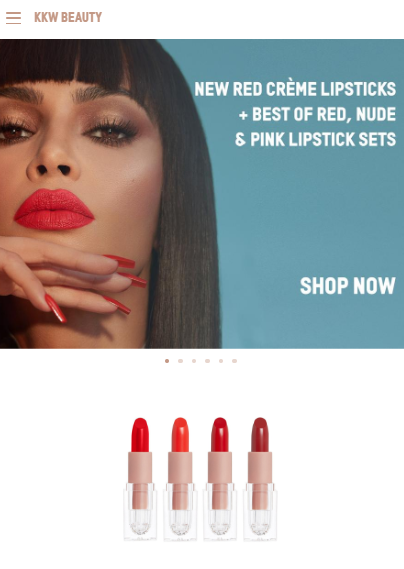 KKW BEAUTY
NEW RED CRÈME LIPSTICKS
+ BEST OF RED, NUDE
& PINK LIPSTICK SETS
SHOP NOW